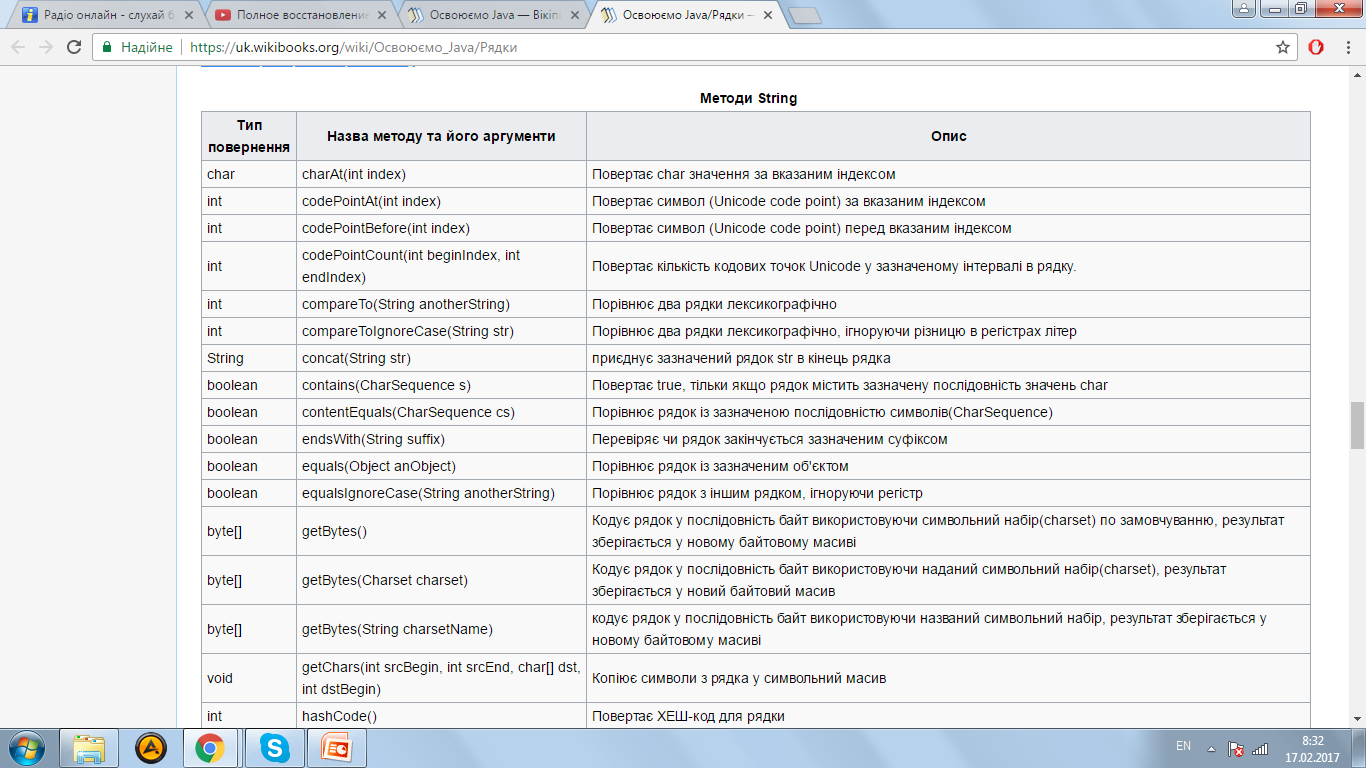 Радіо онлайн - слухай б
Полное восстановление
Освоюємо Java — Вікіп
Освоюємо Java/Рядки –
Надійне
https://uk.wikibooks.org/wiki/Освоюємо_Java/Рядки
Методи String
Тип
повернення
Назва методу та його аргументи
Опис
char
charAt(int index)
Повертає char значення за вказаним індексом
int
codePointAt(int index)
Повертає символ (Unicode code point) за вказаним індексом
int
codePointBefore(int index)
Повертає символ (Unicode code point) перед вказаним індексом
int
codePointCount(int beginIndex, int
endIndex)
Повертає кількість кодових точок Unicode у зазначеному інтервалі в рядку.
int
compareTo(String anotherString)
Порівнює два рядки лексикографічно
int
compareToIgnoreCase(String str)
Порівнює два рядки лексикографічно, ігноруючи різницю в регістрах літер
String
concat(String str)
приєднує зазначений рядок str в кінець рядка
boolean
contains(CharSequence s)
Повертає true, тільки якщо рядок містить зазначену послідовність значень char
boolean
contentEquals(CharSequence cs)
Порівнює рядок із зазначеною послідовністю символів(CharSequence)
boolean
endsWith(String suffix)
Перевіряє чи рядок закінчується зазначеним суфіксом
boolean
equals(Object anObject)
Порівнює рядок із зазначеним об'єктом
boolean
equalsIgnoreCase(String anotherString)
Порівнює рядок з іншим рядком, ігноруючи регістр
byte[]
getBytes()
Кодує рядок у послідовність байт використовуючи символьний набір(charset) по замовчуванню, результат
зберігається у новому байтовому масиві
byte[]
getBytes(Charset charset)
Кодує рядок у послідовність байт використовуючи наданий символьний набір(charset), результат
зберігається у новий байтовий масив
byte[]
getBytes(String charsetName)
кодує рядок у послідовність байт використовуючи названий символьний набір, результат зберігається у
новому байтовому масиві
void
getChars(int srcBegin, int srcEnd, char[] dst,
int dstBegin)
Копіює символи з рядка у символьний масив
int
hashCode()
Повертає ХЕШ-код для рядки
EN
8:32
17.02.2017